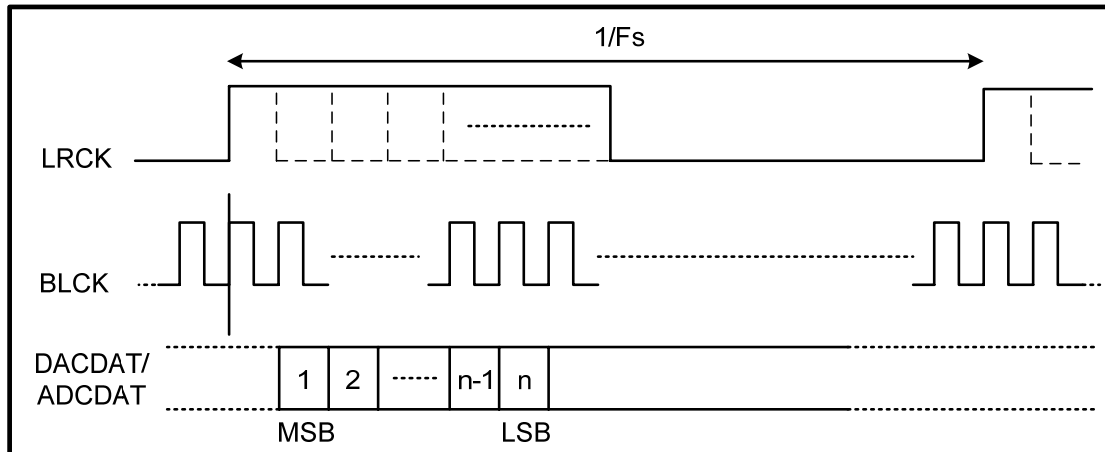 1/Fs
LRCK
BLCK
DACDAT/
ADCDAT
1 2 n-1 n
MSB LSB